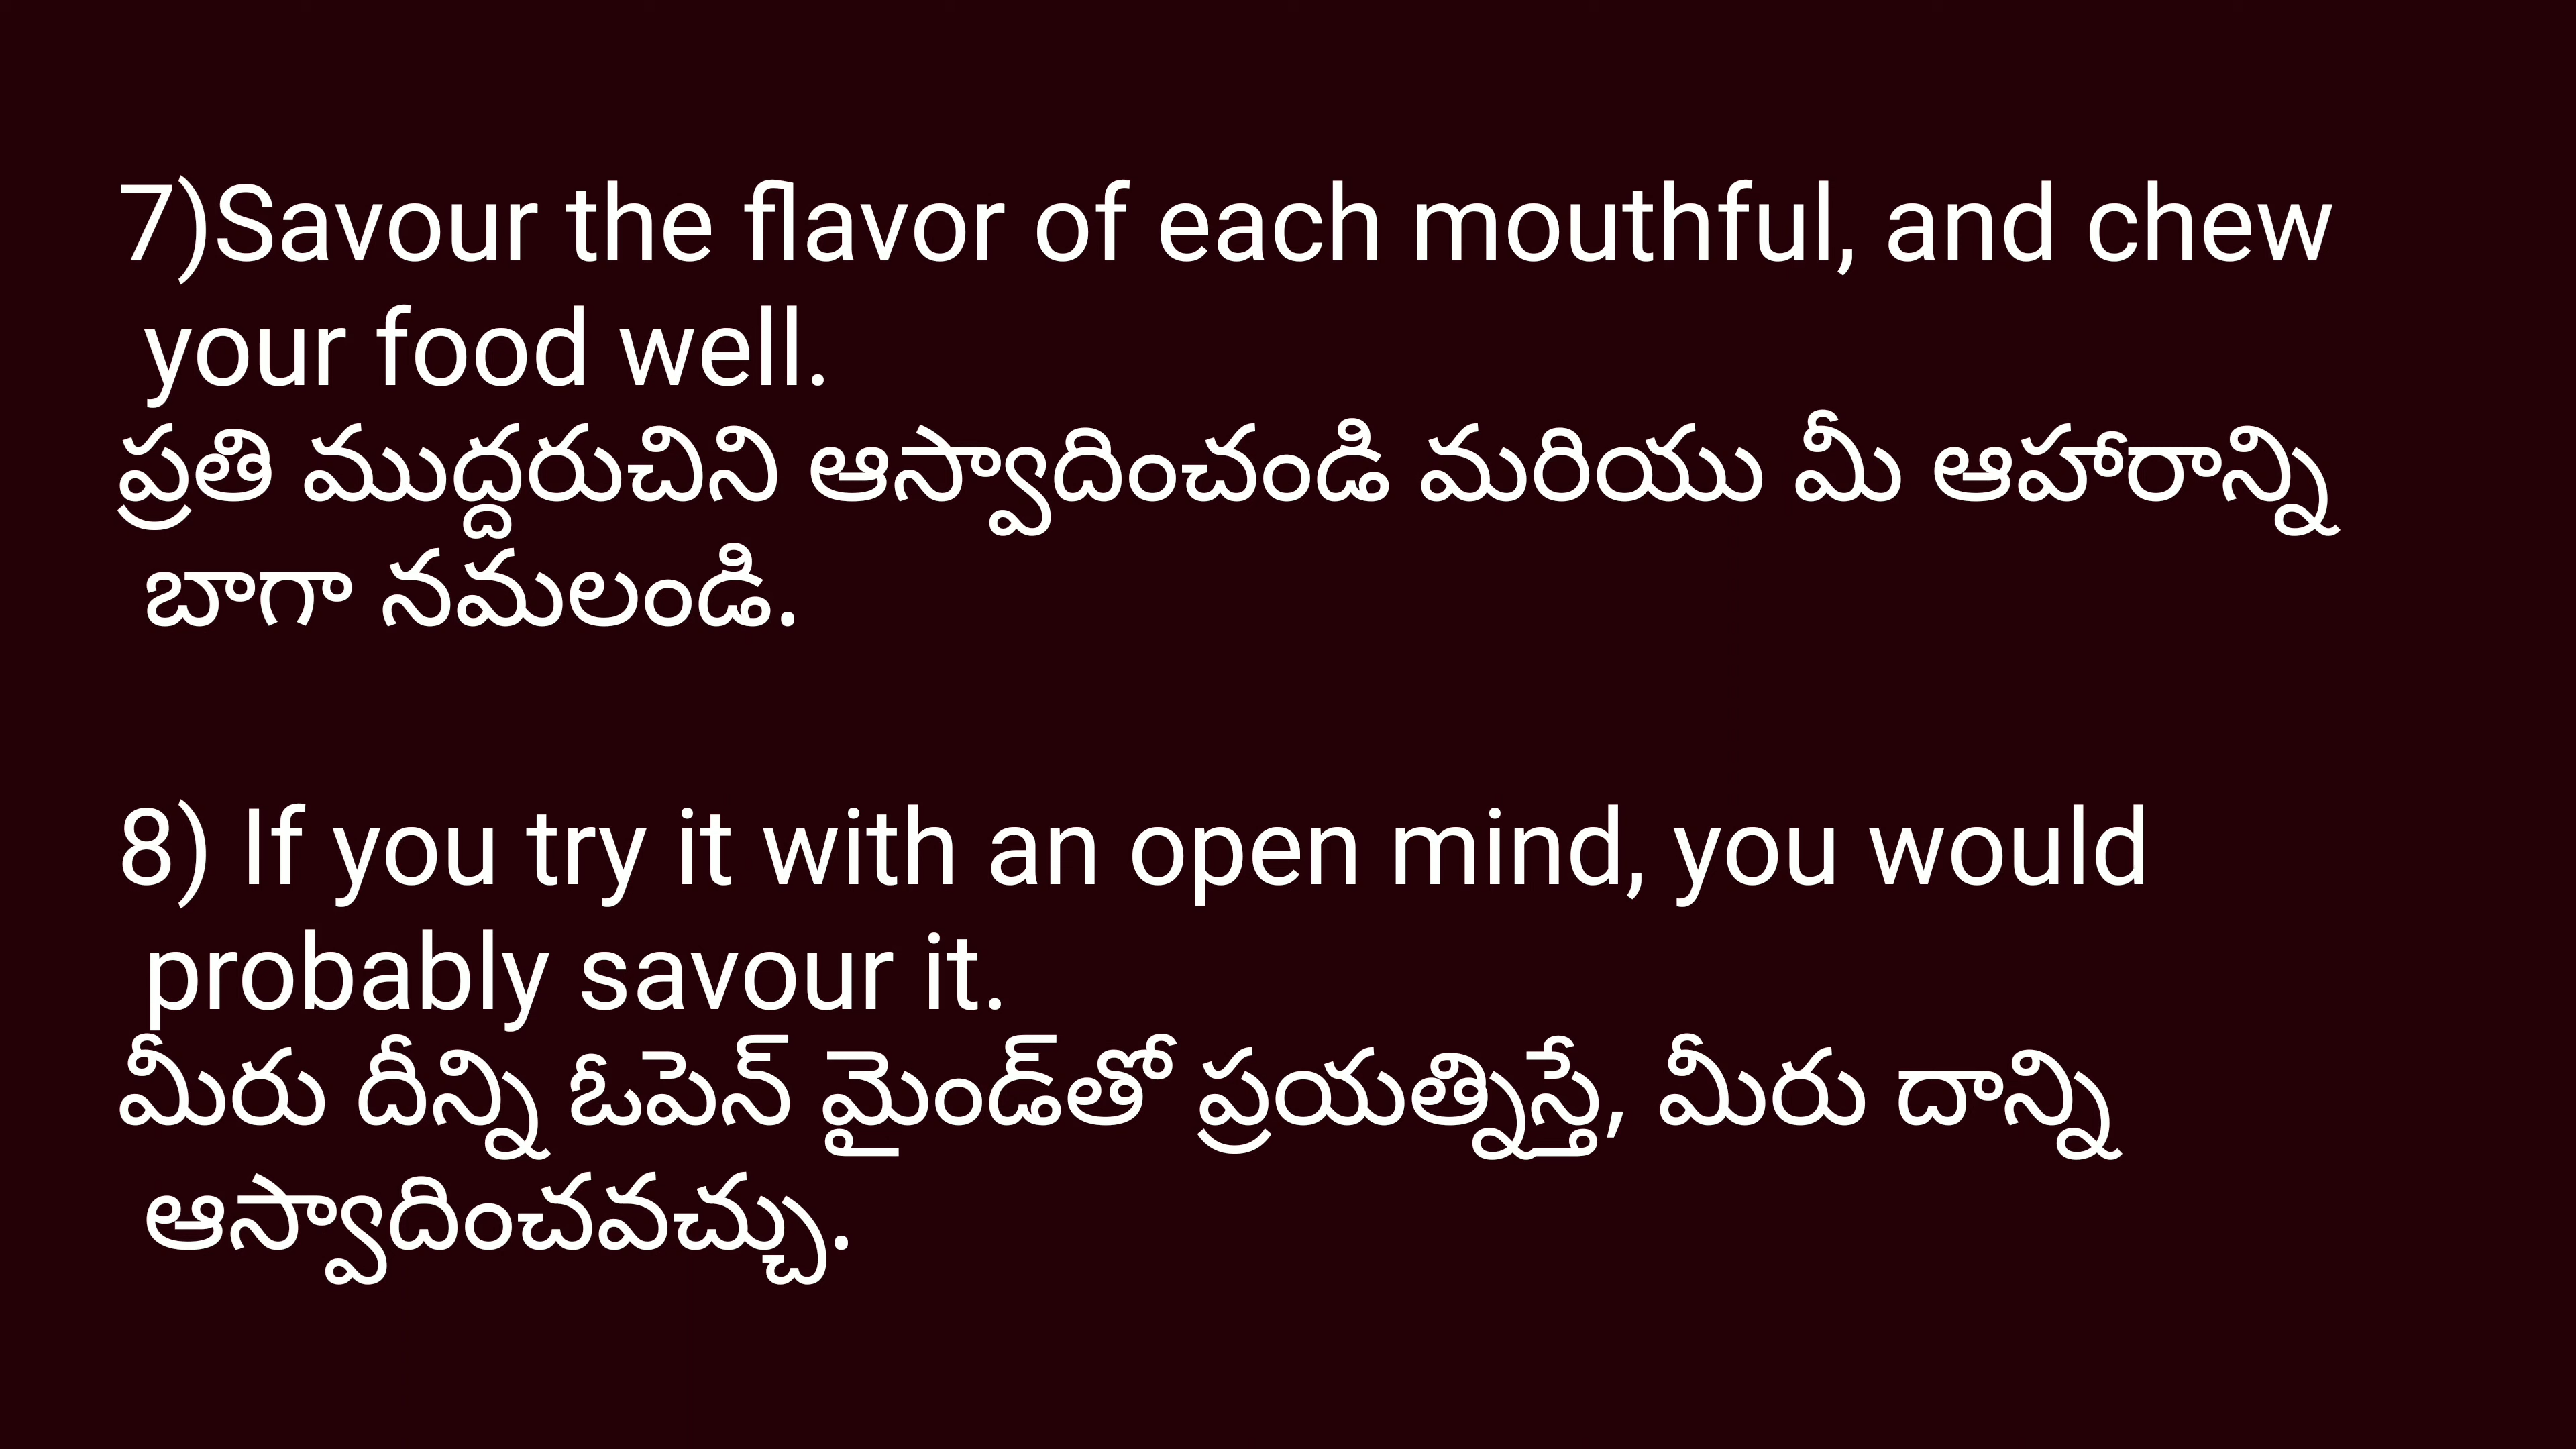 7)Savour the flavor of each mouthful, and chew
your food well.
ప్రతి ముద్దరుచిని ఆస్వాదించండి మరియు మీ ఆహారాన్ని
బాగా నమలండి.
8) If you try it with an open mind, you would
probably savour it.
మీరు దీన్ని ఓపెన్ మైండ్‌తో ప్రయత్నిస్తే, మీరు దాన్ని
ఆస్వాదించవచ్చు.